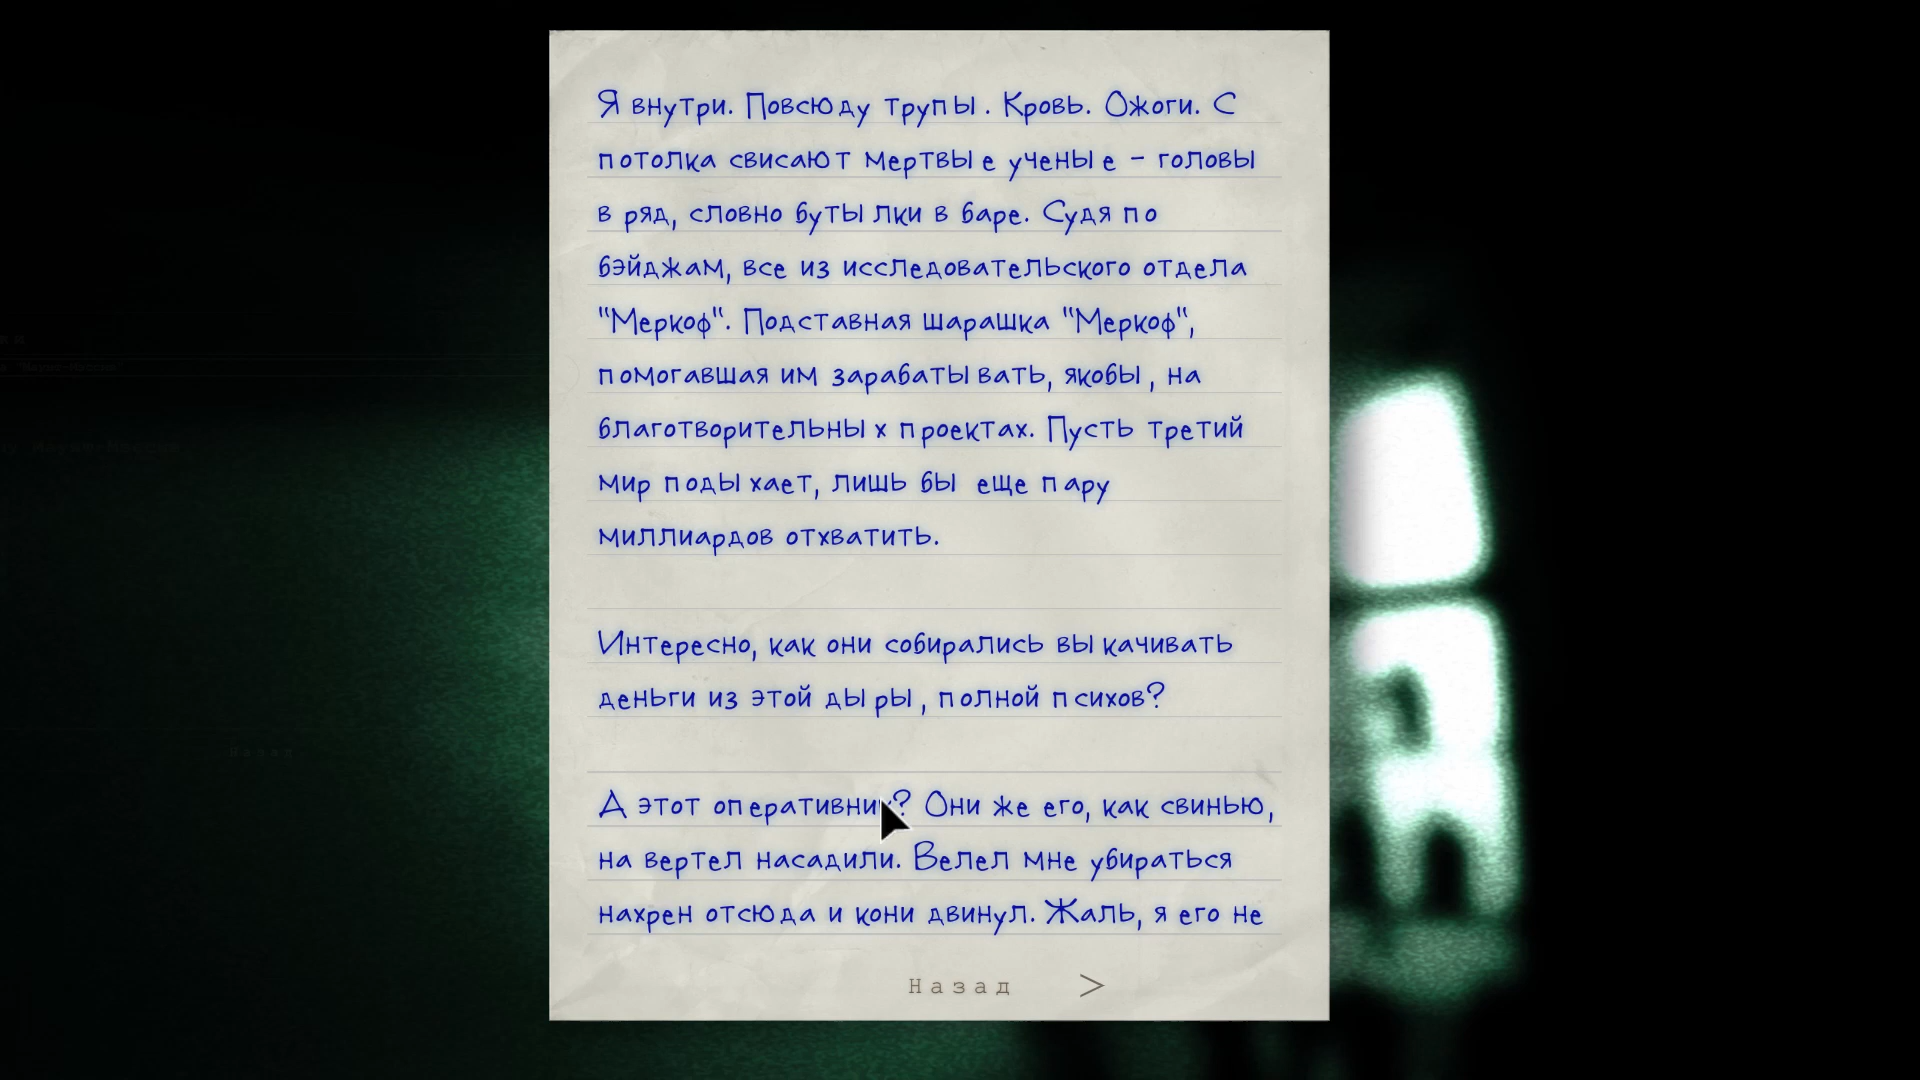 Я внутри. Повсюду трупы. Кровь. Ожоги. С
потолка свисают мертвые ученые - головы
в ряд, словно бутылки в баре. Судя по
бэйджам, все из исследовательского отдела
"Меркоф". Подставная шарашка "Меркоф",
помогавшая им зарабатывать, якобы, на
благотворительных проектах. Пусть третий
мир подыхает, лишь бы еще пару
миллиардов отхватить.
Интересно, как они собирались выкачивать
деньги из этой дыры, полной психов?
А этот оперативник? Они же его, как свинью,
на вертел насадили. Велел мне убираться
нахрен отсюда и кони двинул. Жаль, я его не
Назад >
Назад